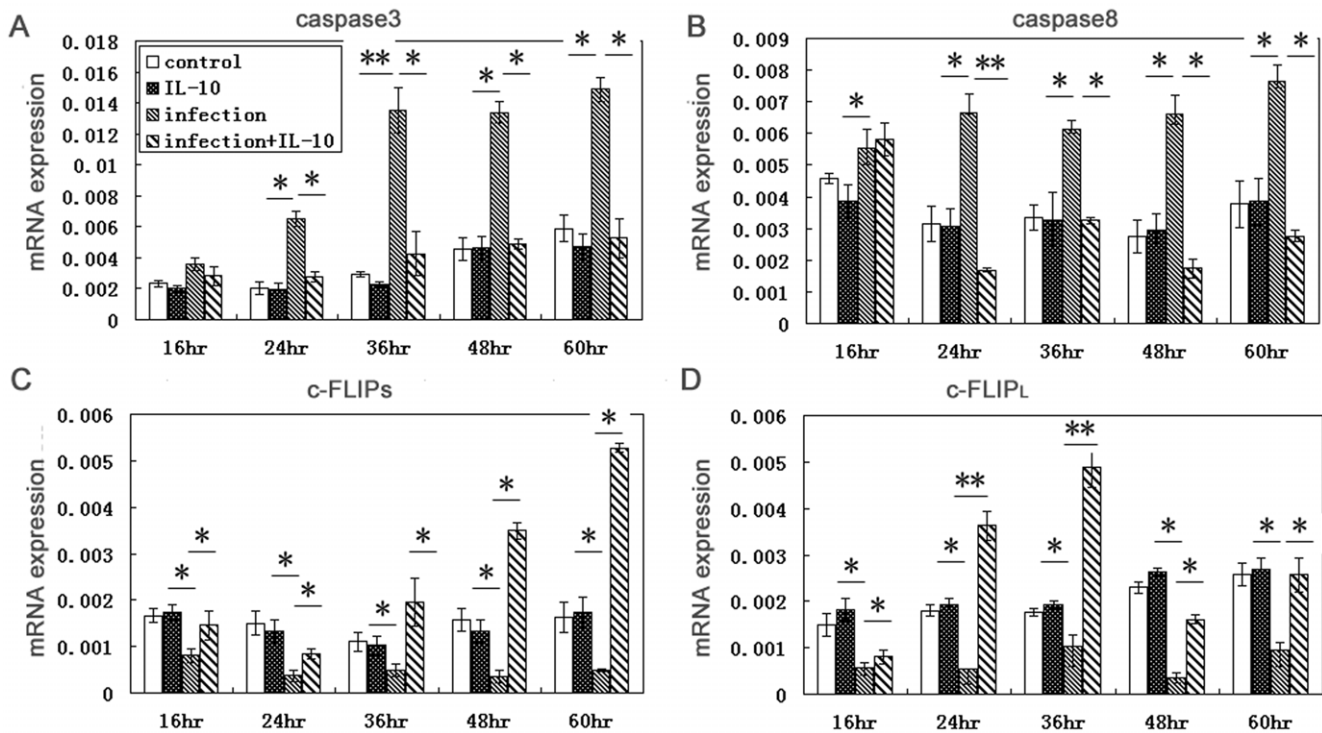 A
caspase3
mRNA expression
0.018
0.016
0.014
0.012
0.01
0.008
0.006
0.004
0.002
0
control
IL-10
infection
infection+IL-10
* * ** * * * * *
16hr 24hr 36hr 48hr 60hr
B
caspase8
mRNA expression
0.009
0.008
0.007
0.006
0.005
0.004
0.003
0.002
0.001
0
* * ** * * * * * *
16hr 24hr 36hr 48hr 60hr
C
c-FLIPs
mRNA expression
0.006
0.005
0.004
0.003
0.002
0.001
0
* * * * * * * * * *
16hr 24hr 36hr 48hr 60hr
D
c-FLIPL
mRNA expression
0.006
0.005
0.004
0.003
0.002
0.001
0
* * * ** * ** * * * *
16hr 24hr 36hr 48hr 60hr